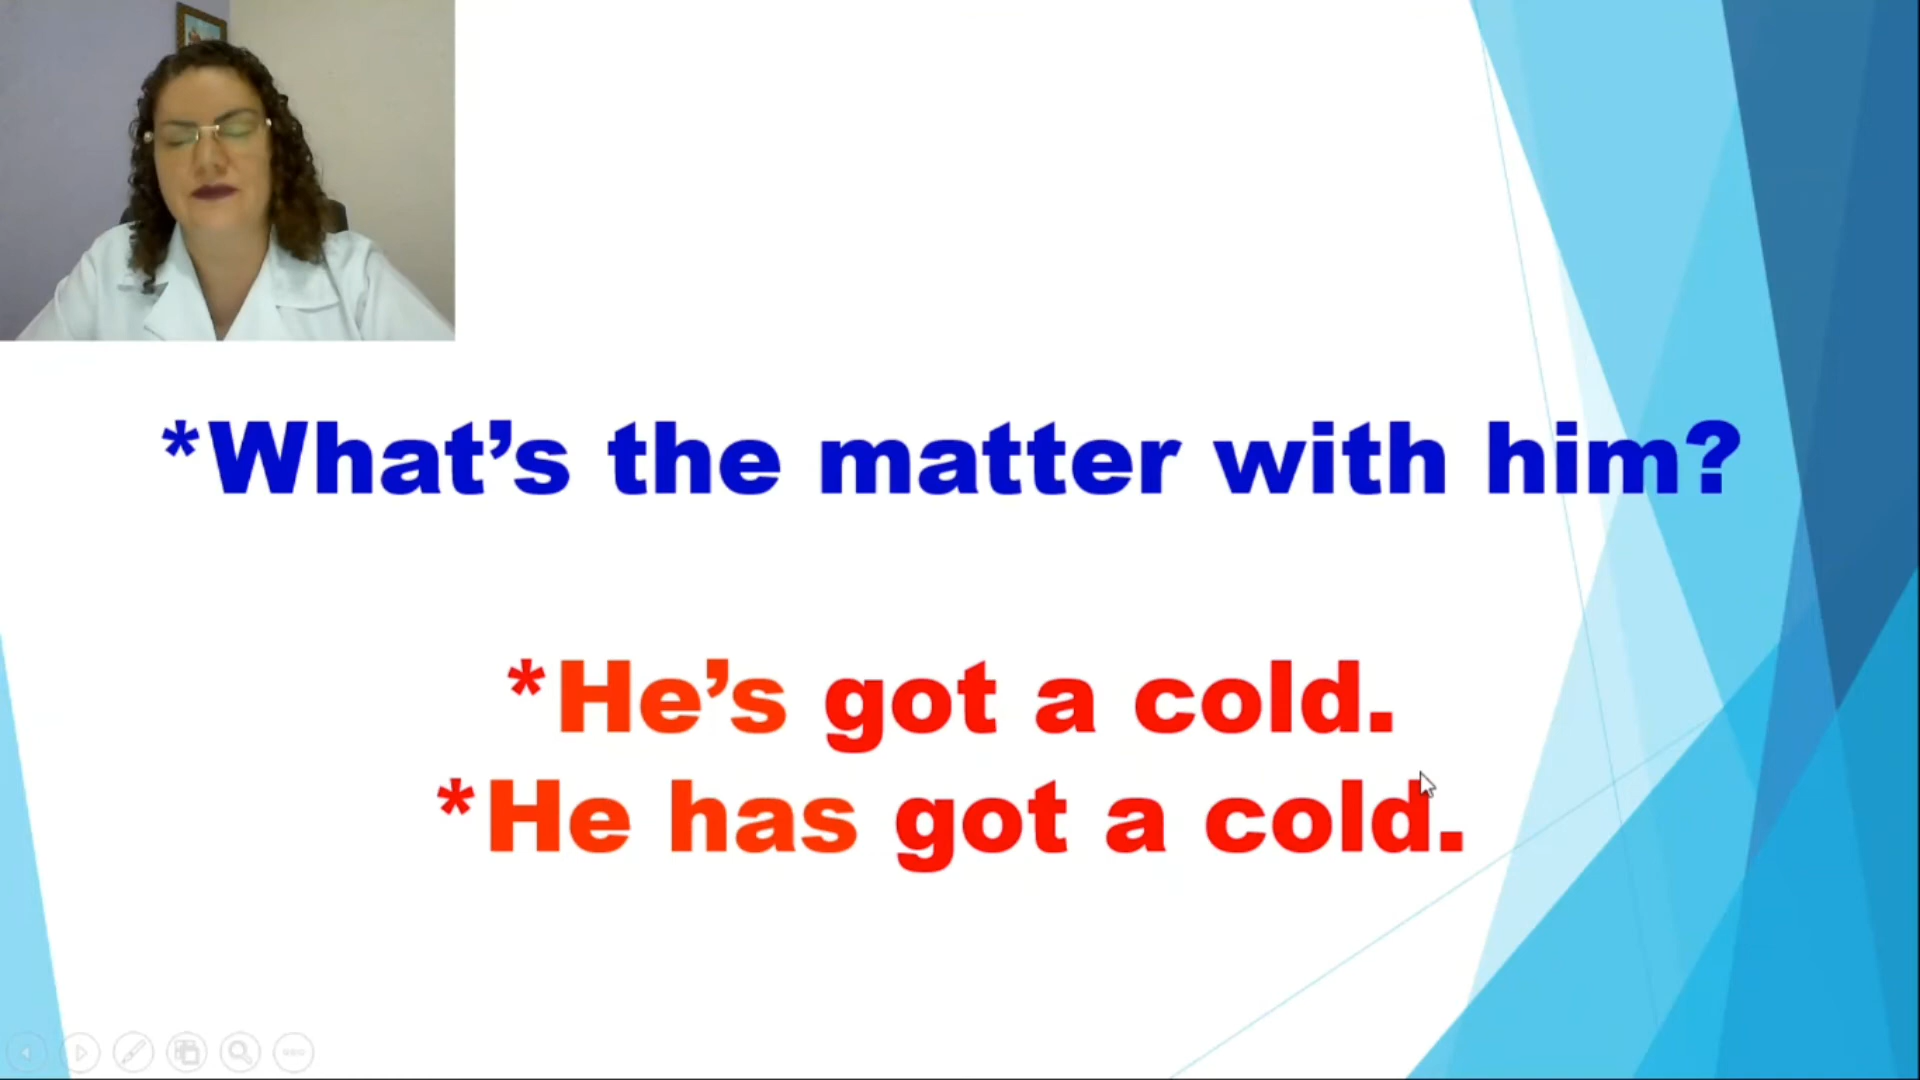 *What’s the matter with him?
*He’s got a cold.
*He has got a cold.